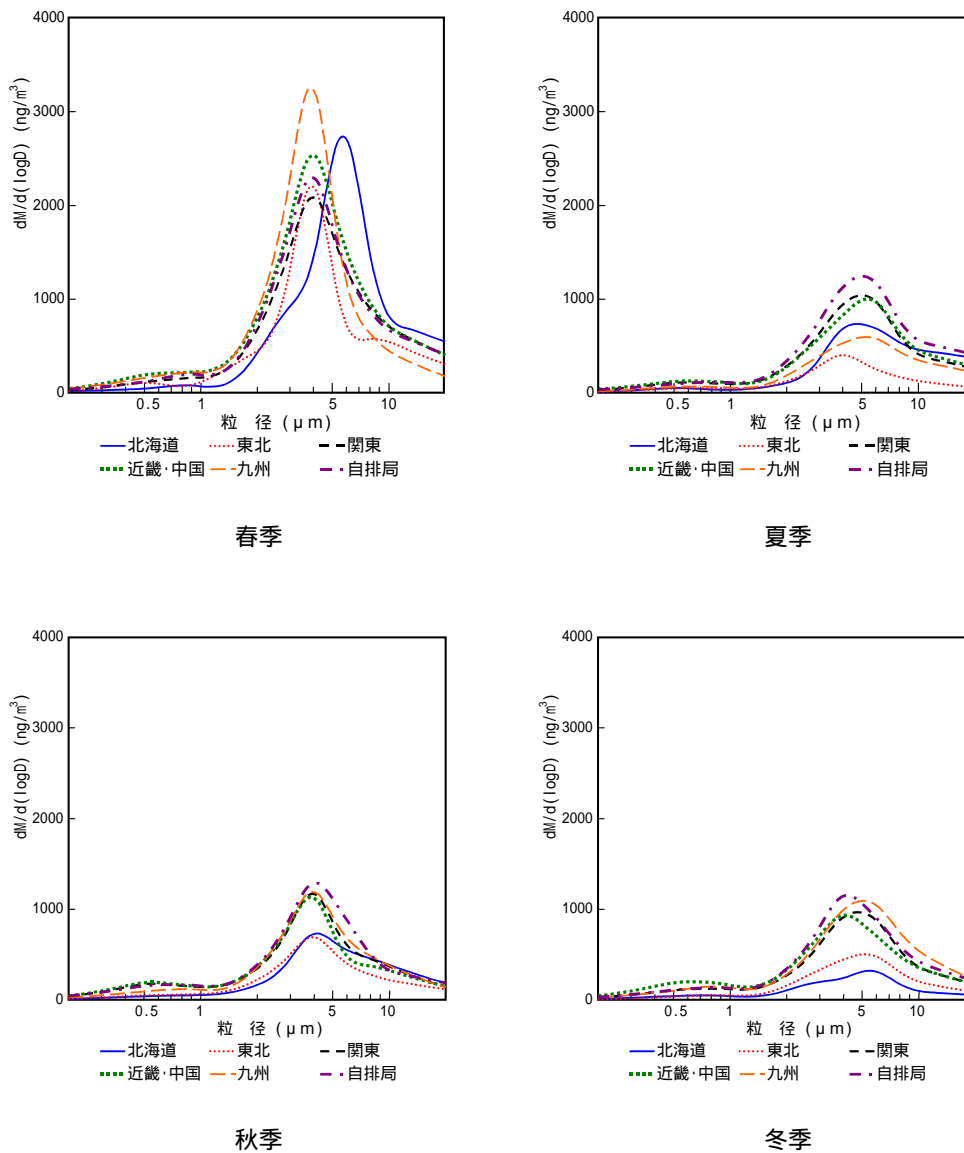 4000
3000
2000
1000
0
dM/d(logD) (ng/m³)
0.5 1 5 10
粒 径 (μm)
北海道 東北 関東
近畿・中国 九州 自排局
春季
4000
3000
2000
1000
0
dM/d(logD) (ng/m³)
0.5 1 5 10
粒 径 (μm)
北海道 東北 関東
近畿・中国 九州 自排局
夏季
4000
3000
2000
1000
0
dM/d(logD) (ng/m³)
0.5 1 5 10
粒 径 (μm)
北海道 東北 関東
近畿・中国 九州 自排局
秋季
4000
3000
2000
1000
0
dM/d(logD) (ng/m³)
0.5 1 5 10
粒 径 (μm)
北海道 東北 関東
近畿・中国 九州 自排局
冬季